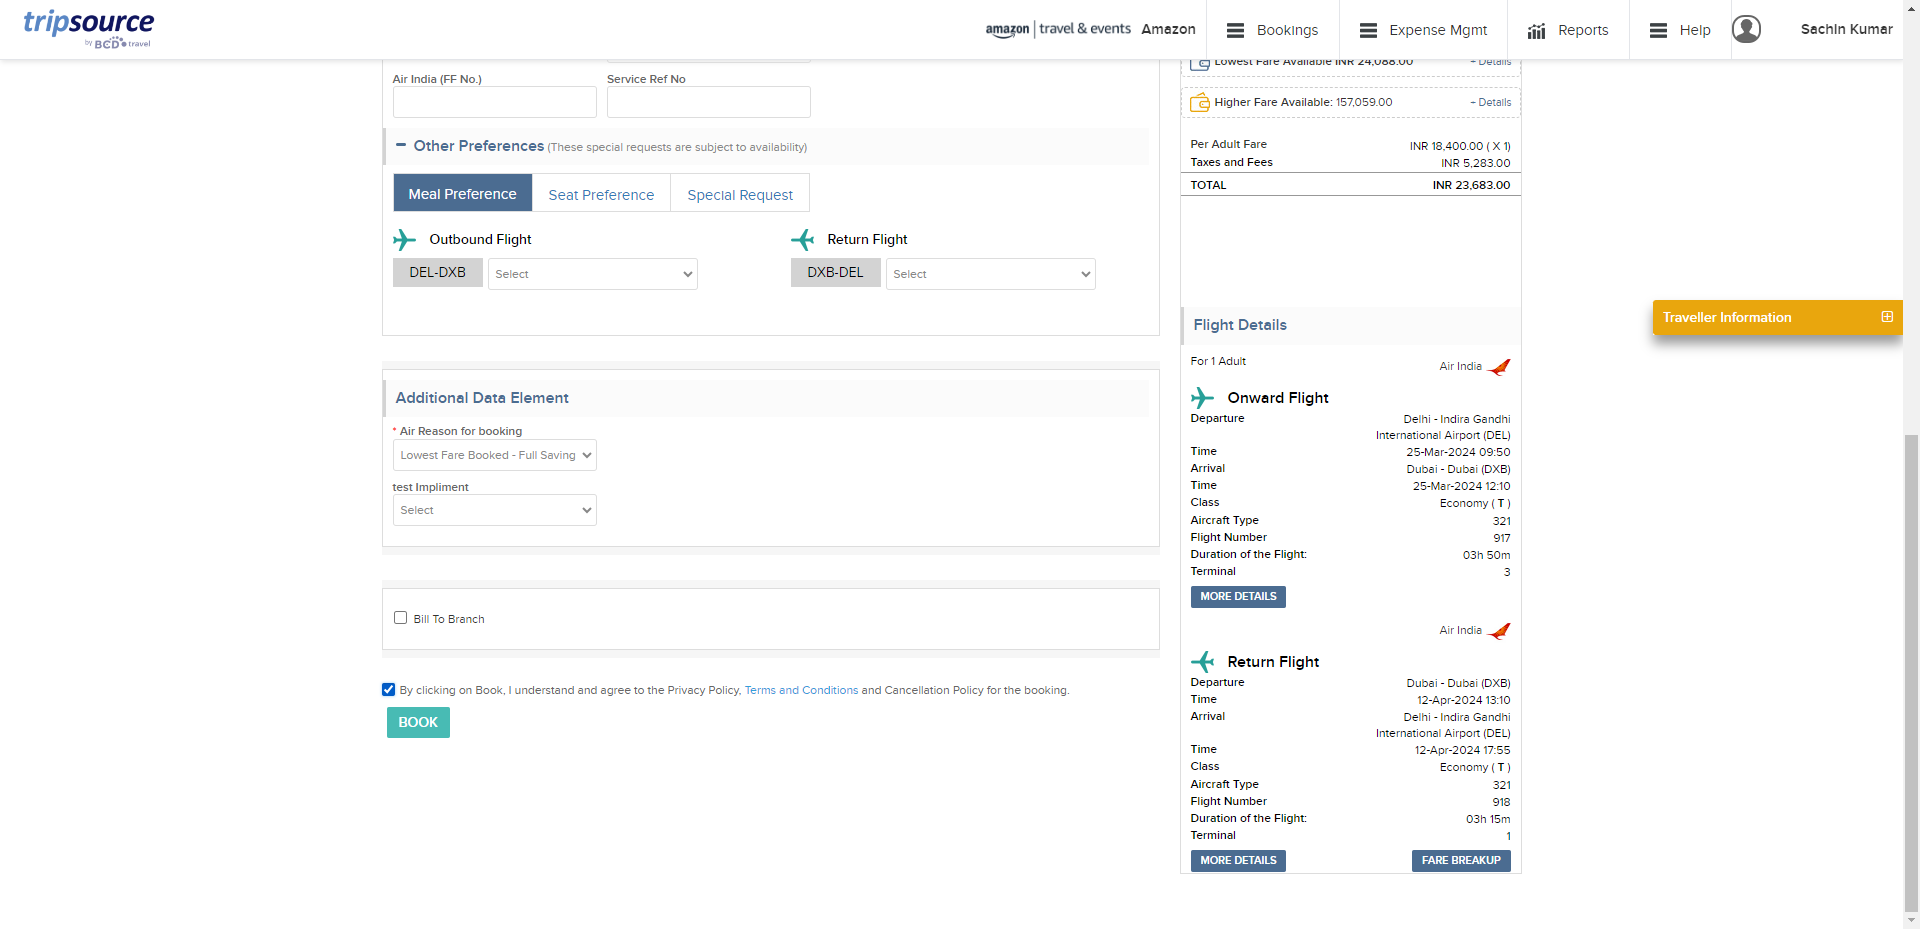 tripsource
by BCD travel
amazon | travel & events Amazon
Bookings
Expense Mgmt
Reports
Help
Sachin Kumar
Air India (FF No.)
Service Ref No
Other Preferences (These special requests are subject to availability)
Meal Preference
Seat Preference
Special Request
Outbound Flight
Return Flight
DEL-DXB
Select
DXB-DEL
Select
Additional Data Element
* Air Reason for booking
Lowest Fare Booked - Full Saving
test Impliment
Select
Bill To Branch
By clicking on Book, I understand and agree to the Privacy Policy, Terms and Conditions and Cancellation Policy for the booking.
BOOK
Lowest Fare Available INR 24,088.00 + Details
Higher Fare Available: 157,059.00 + Details
Per Adult Fare INR 18,400.00 ( X 1)
Taxes and Fees INR 5,283.00
TOTAL INR 23,683.00
Flight Details
For 1 Adult
Air India
Onward Flight
Departure Delhi - Indira Gandhi
International Airport (DEL)
Time 25-Mar-2024 09:50
Arrival Dubai - Dubai (DXB)
Time 25-Mar-2024 12:10
Class Economy ( T )
Aircraft Type 321
Flight Number 917
Duration of the Flight: 03h 50m
Terminal 3
MORE DETAILS
Air India
Return Flight
Departure Dubai - Dubai (DXB)
Time 12-Apr-2024 13:10
Arrival Delhi - Indira Gandhi
International Airport (DEL)
Time 12-Apr-2024 17:55
Class Economy ( T )
Aircraft Type 321
Flight Number 918
Duration of the Flight: 03h 15m
Terminal 1
MORE DETAILS
FARE BREAKUP
Traveller Information